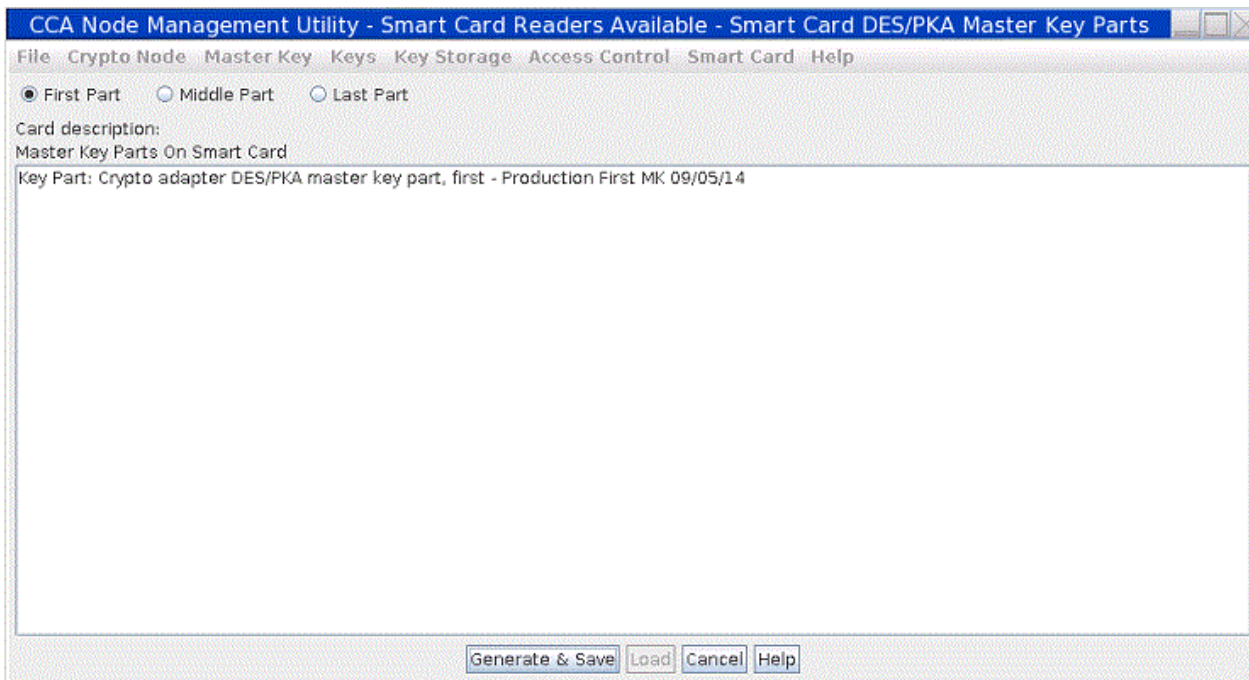 CCA Node Management Utility - Smart Card Readers Available - Smart Card DES/PKA Master Key Parts
File Crypto Node Master Key Keys Key Storage Access Control Smart Card Help
First Part Middle Part Last Part
Card description:
Master Key Parts On Smart Card
Key Part: Crypto adapter DES/PKA master key part, first - Production First MK 09/05/14
Generate & Save Load Cancel Help